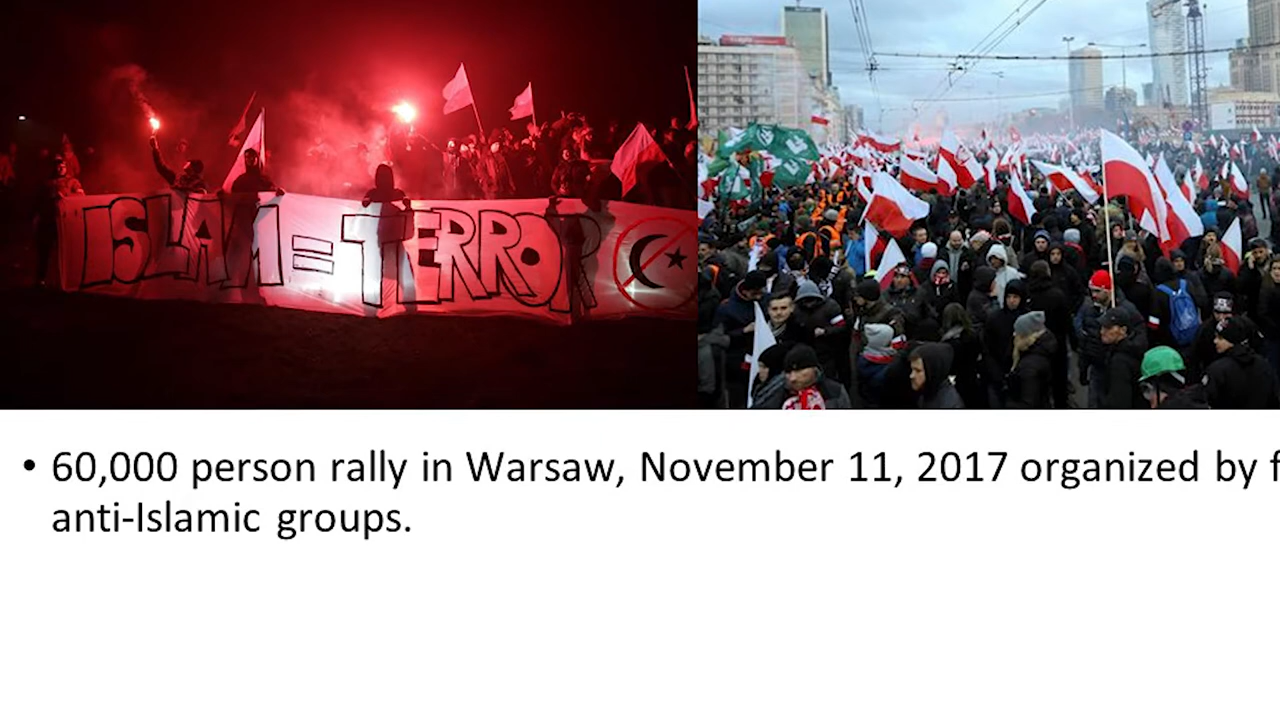 ISLAM = TERROR
• 60,000 person rally in Warsaw, November 11, 2017 organized by
anti-Islamic groups.